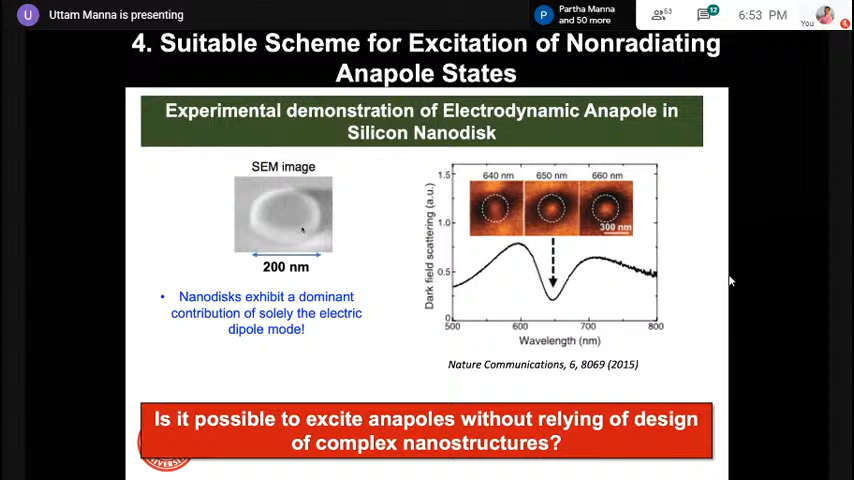 U Uttam Manna is presenting
P Partha Manna
and 50 more
53
12
6:53 PM
You
4. Suitable Scheme for Excitation of Nonradiating
Anapole States
Experimental demonstration of Electrodynamic Anapole in
Silicon Nanodisk
SEM image
200 nm
• Nanodisks exhibit a dominant
contribution of solely the electric
dipole mode!
Dark field scattering (a.u.)
1.5
1.0
0.5
0
640 nm
650 nm
660 nm
300 nm
500
600
700
800
Wavelength (nm)
Nature Communications, 6, 8069 (2015)
Is it possible to excite anapoles without relying of design
of complex nanostructures?